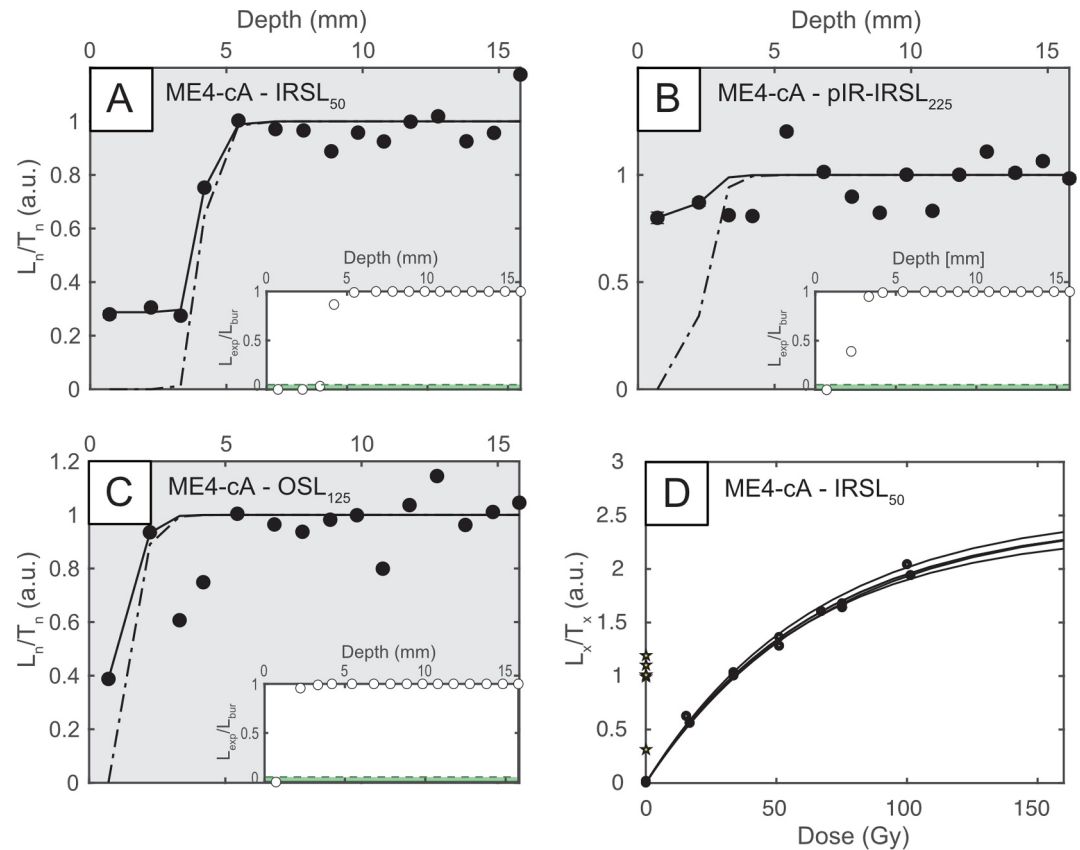 Depth (mm)
0 5 10 15
A
ME4-cA - IRSL50
1
0.8
0.6
0.4
0.2
0
Ln/Tn (a.u.)
Depth (mm)
0 5 10 15
1
0.5
0
Lexp/Lbur
Depth (mm)
0 5 10 15
B
ME4-cA - pIR-IRSL225
1
0.5
0
Depth [mm]
0 5 10 15
1
0.5
0
Lexp/Lbur
0 5 10 15
C
ME4-cA - OSL125
1.2
1
0.8
0.6
0.4
0.2
0
Ln/Tn (a.u.)
Depth (mm)
0 5 10 15
1
0.5
0
Lexp/Lbur
D
ME4-cA - IRSL50
3
2.5
2
1.5
1
0.5
0
Lx/Tx (a.u.)
0 50 100 150
Dose (Gy)